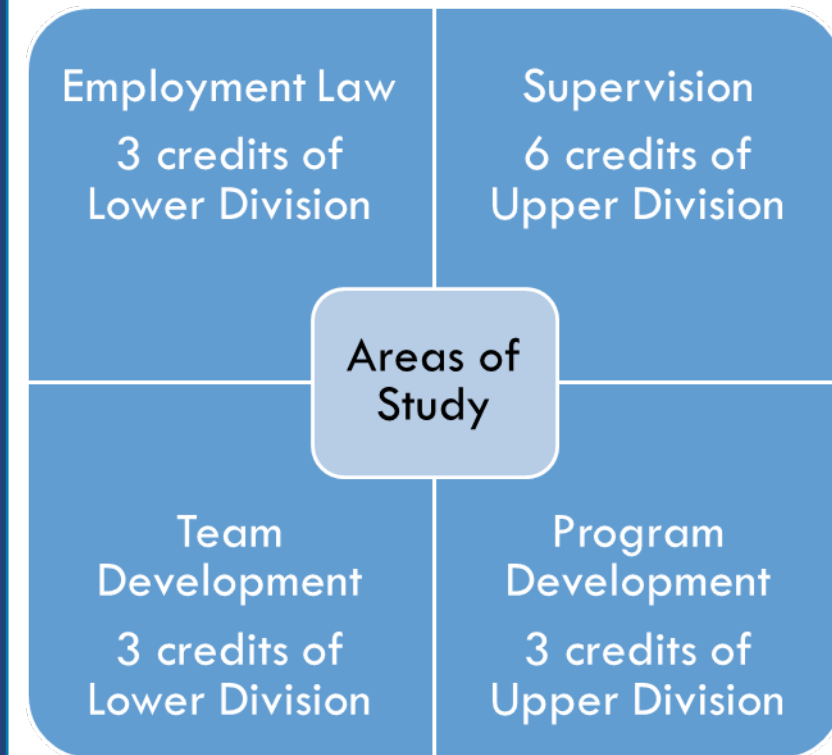 Employment Law
3 credits of
Lower Division
Supervision
6 credits of
Upper Division
Areas of
Study
Team
Development
3 credits of
Lower Division
Program
Development
3 credits of
Upper Division